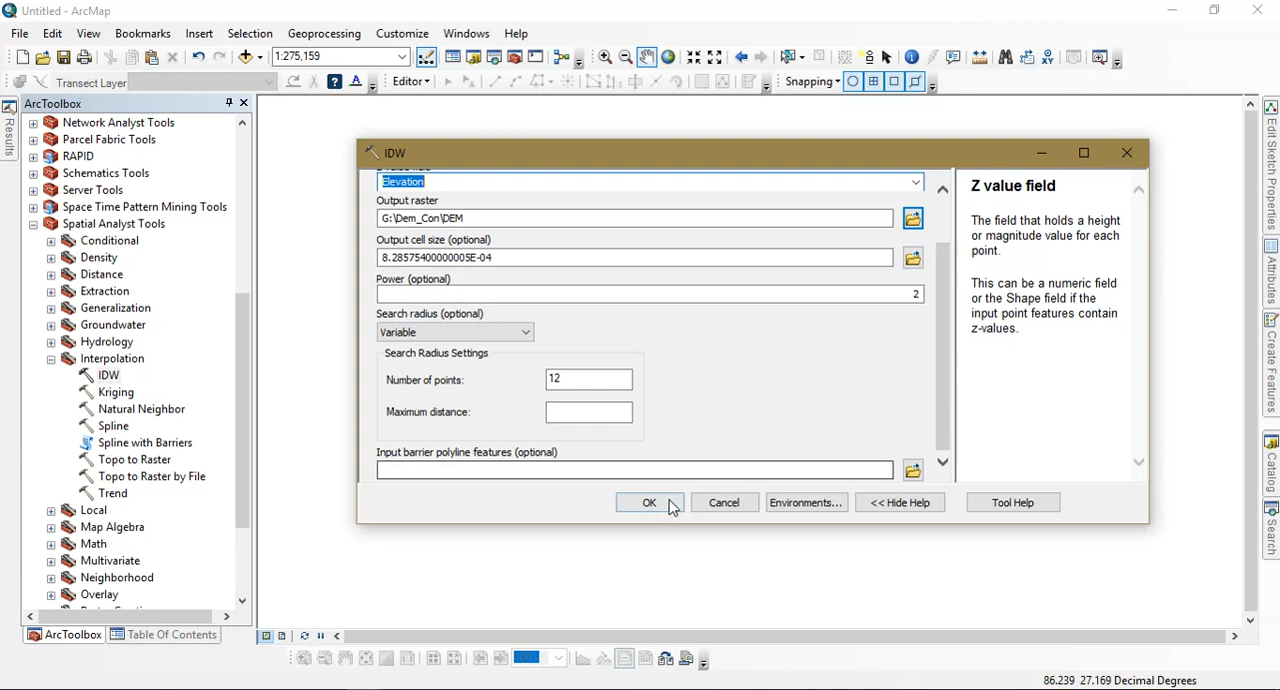 Untitled - ArcMap
File Edit View Bookmarks Insert Selection Geoprocessing Customize Windows Help
1:275,159
Transect Layer
Editor
Snapping
ArcToolbox
Network Analyst Tools
Parcel Fabric Tools
RAPID
Schematics Tools
Server Tools
Space Time Pattern Mining Tools
Spatial Analyst Tools
Conditional
Density
Distance
Extraction
Generalization
Groundwater
Hydrology
Interpolation
IDW
Kriging
Natural Neighbor
Spline
Spline with Barriers
Topo to Raster
Topo to Raster by File
Trend
Local
Map Algebra
Math
Multivariate
Neighborhood
Overlay
ArcToolbox
Table Of Contents
Results
IDW
Elevation
Output raster
G:\Dem_Con\DEM
Output cell size (optional)
8.28575400000005E-04
Power (optional)
2
Search radius (optional)
Variable
Search Radius Settings
Number of points:
12
Maximum distance:
Input barrier polyline features (optional)
OK
Cancel
Environments...
<< Hide Help
Tool Help
Z value field
The field that holds a height
or magnitude value for each
point.
This can be a numeric field
or the Shape field if the
input point features contain
z-values.
Edit Sketch Properties
Attributes
Create Features
Catalog
Search
86.239 27.169 Decimal Degrees